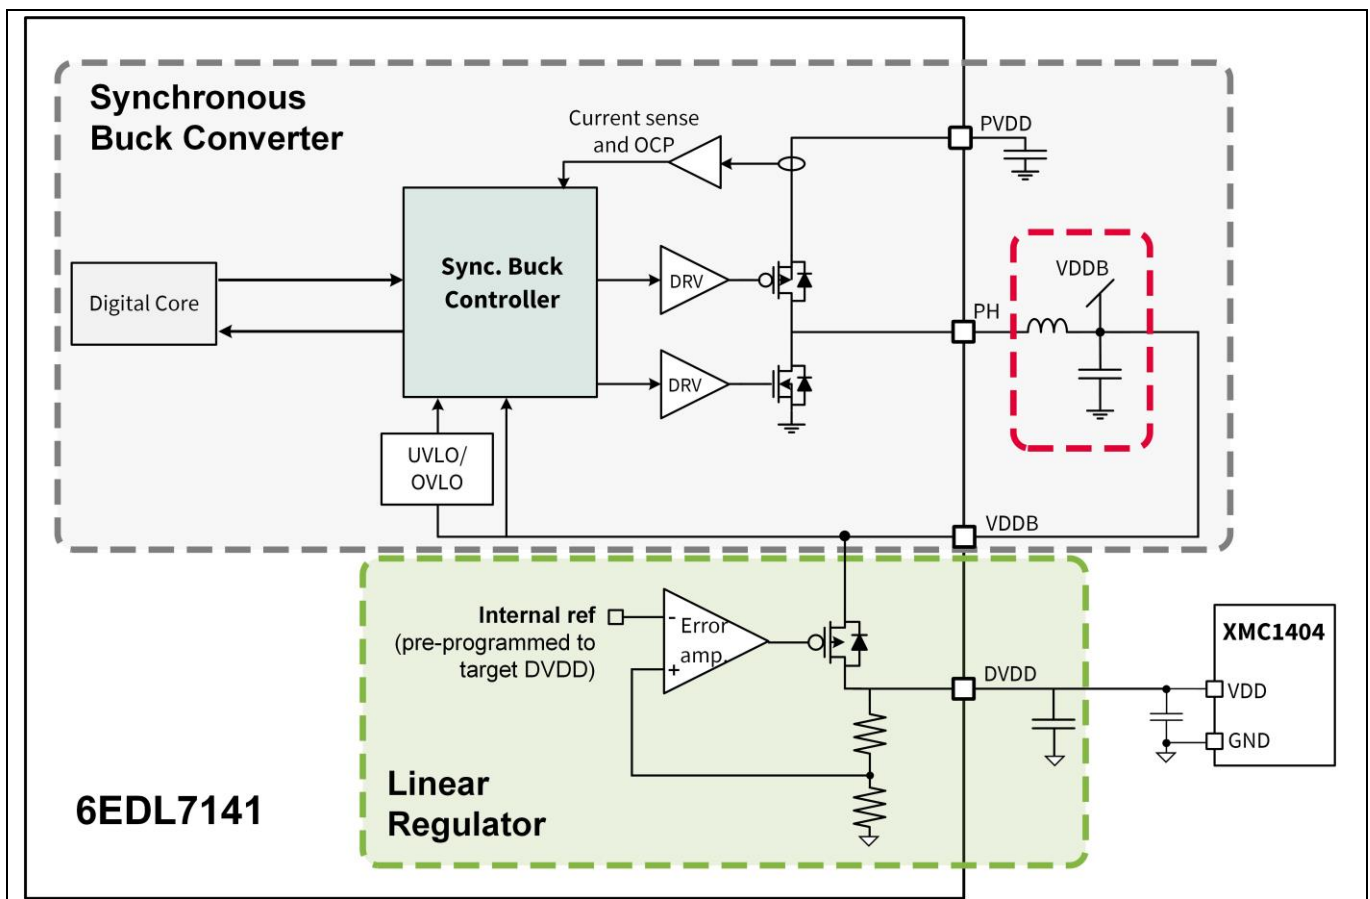 Synchronous
Buck Converter
Current sense
and OCP
PVDD
Digital Core
Sync. Buck
Controller
DRV
DRV
PH
VDDB
UVLO/
OVLO
VDDB
Internal ref
(pre-programmed to
target DVDD)
-
Error
amp.
+
DVDD
XMC1404
VDD
GND
Linear
Regulator
6EDL7141